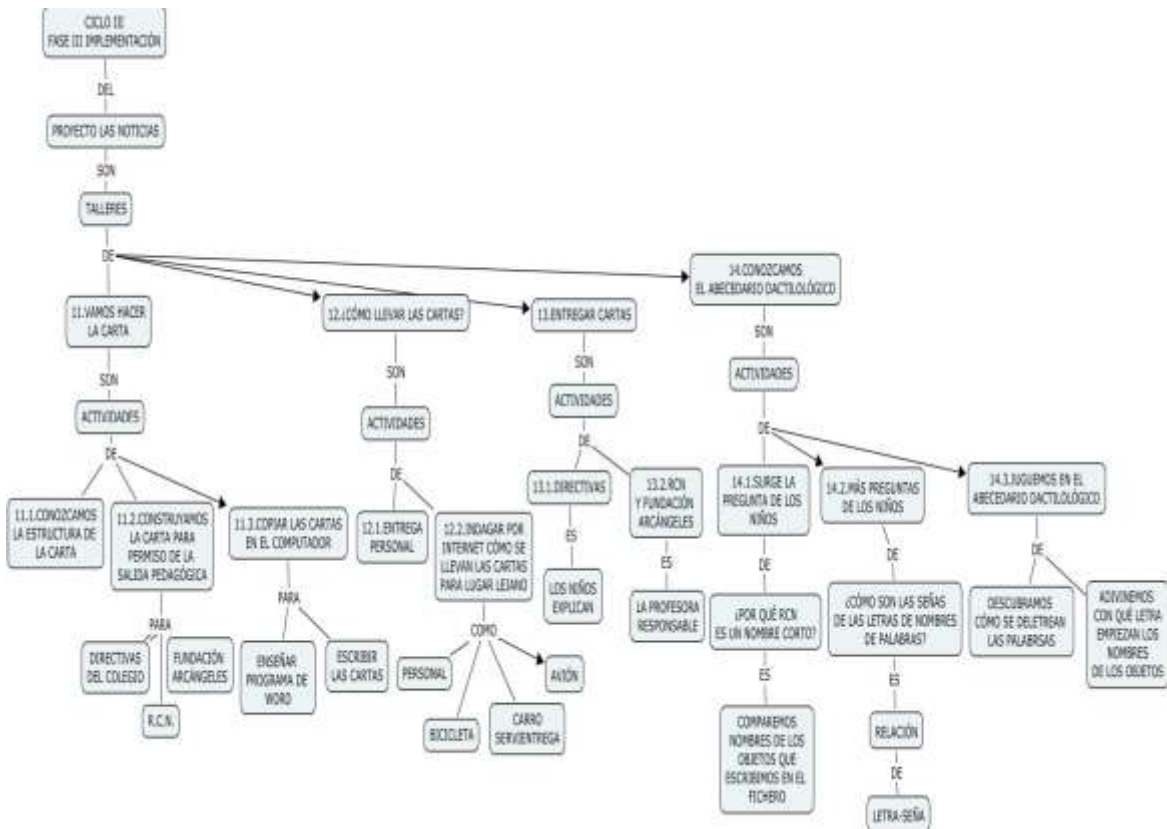 CICLO III
FASE III IMPLEMENTACIÓN
DEL
PROYECTO LAS NOTICIAS
SON
TALLERES
DE
11.VAMOS HACER
LA CARTA
SON
ACTIVIDADES
DE
11.1.CONOZCAMOS
LA ESTRUCTURA DE
LA CARTA
11.2.CONSTRUYAMOS
LA CARTA PARA
PERMISO DE LA
SALIDA PEDAGÓGICA
PARA
DIRECTIVAS
DEL COLEGIO
R.C.N.
FUNDACIÓN
ARCÁNGELES
11.3.COPIAR LAS CARTAS
EN EL COMPUTADOR
PARA
ENSEÑAR
PROGRAMA DE
WORD
ESCRIBIR
LAS CARTAS
12.¿CÓMO LLEVAR LAS CARTAS?
SON
ACTIVIDADES
DE
12.1.ENTREGA
PERSONAL
12.2.INDAGAR POR
INTERNET CÓMO SE
LLEVAN LAS CARTAS
PARA LUGAR LEJANO
COMO
PERSONAL
BICICLETA
CARRO
SERVIENTREGA
AVIÓN
13.ENTREGAR CARTAS
SON
ACTIVIDADES
DE
13.1.DIRECTIVAS
ES
LOS NIÑOS
EXPLICAN
13.2.RCN
Y FUNDACIÓN
ARCÁNGELES
ES
LA PROFESORA
RESPONSABLE
14.CONOZCAMOS
EL ABECEDARIO DACTILOLÓGICO
SON
ACTIVIDADES
DE
14.1.SURGE LA
PREGUNTA DE LOS
NIÑOS
DE
¿POR QUÉ RCN
ES UN NOMBRE CORTO?
ES
COMPAREMOS
NOMBRES DE LOS
OBJETOS QUE
ESCRIBIMOS EN EL
FICHERO
14.2.MÁS PREGUNTAS
DE LOS NIÑOS
DE
¿CÓMO SON LAS SEÑAS
DE LAS LETRAS DE NOMBRES
DE PALABRAS?
ES
RELACIÓN
DE
LETRA-SEÑA
14.3.JUGUEMOS EN EL
ABECEDARIO DACTILOLÓGICO
DE
DESCUBRAMOS
CÓMO SE DELETREAN
LAS PALABRSAS
ADIVINEMOS
CON QUÉ LETRA
EMPIEZAN LOS
NOMBRES
DE LOS OBJETOS